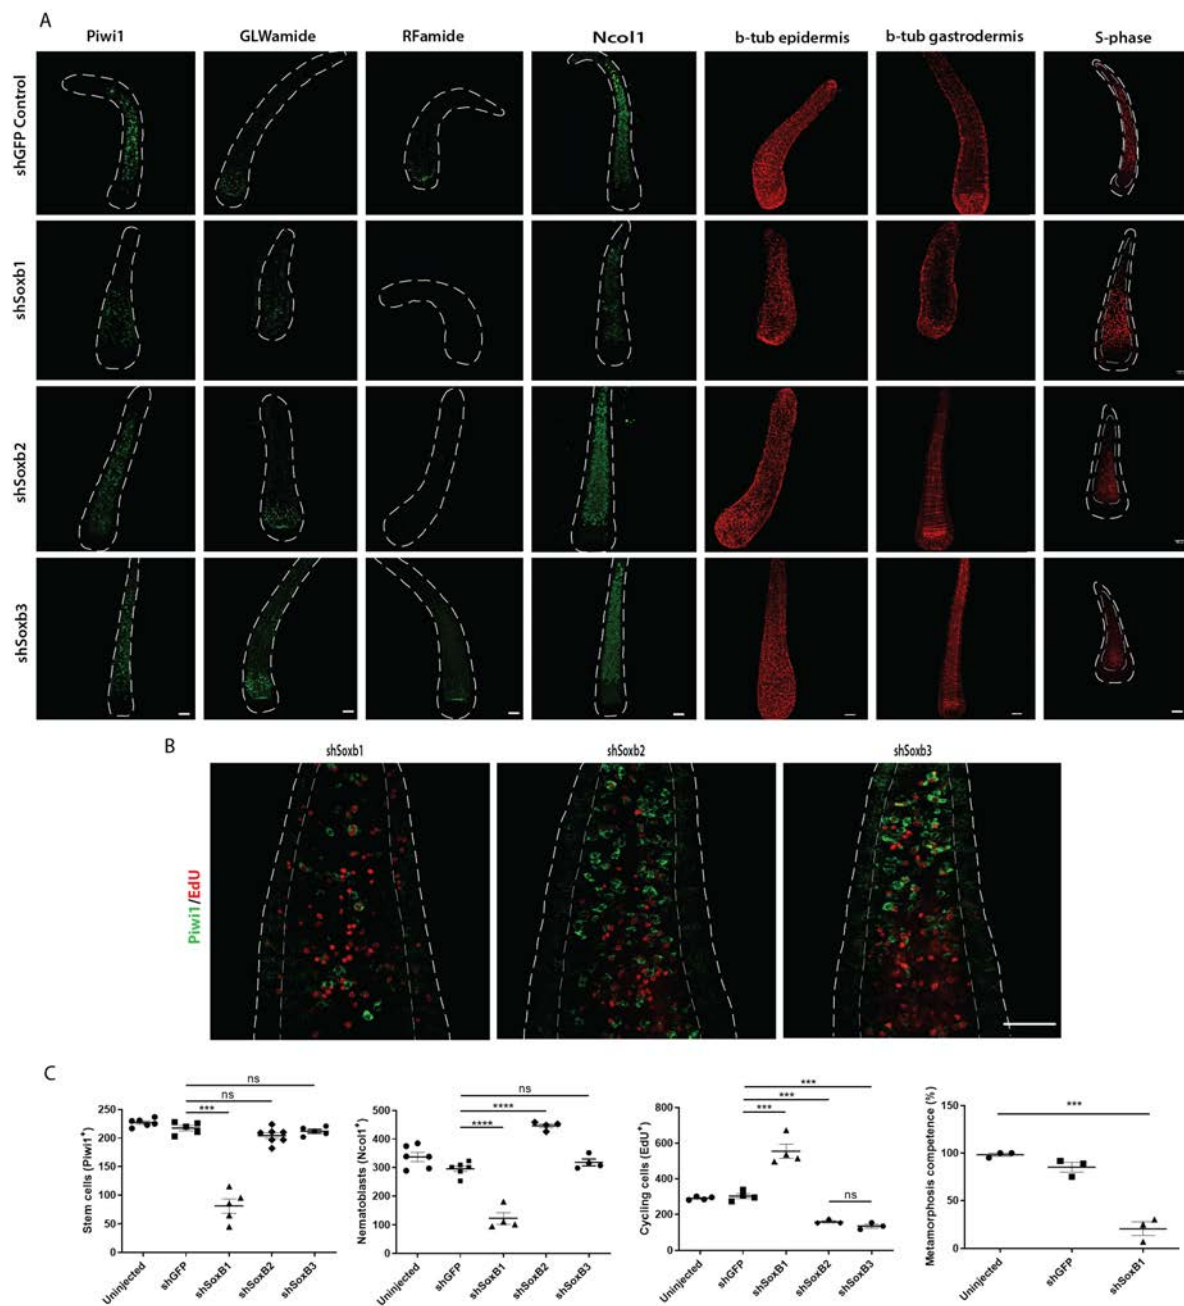 A
Piwi1 GLWamide RFamide Ncol1 b-tub epidermis b-tub gastrodermis S-phase
shGFP Control
shSoxb1
shSoxb2
shSoxb3
B
shSoxb1 shSoxb2 shSoxb3
Piwi1/EdU
C
Stem cells (Piwi1+)
250
200
150
100
50
0
ns
ns
***
Uninjected shGFP shSoxB1 shSoxB2 shSoxB3
Nematoblasts (Ncol1+)
500
400
300
200
100
0
ns
****
****
Uninjected shGFP shSoxB1 shSoxB2 shSoxB3
Cycling cells (EdU+)
800
600
400
200
0
***
***
***
ns
Uninjected shGFP shSoxB1 shSoxB2 shSoxB3
Metamorphosis competence (%)
150
100
50
0
***
Uninjected shGFP shSoxB1